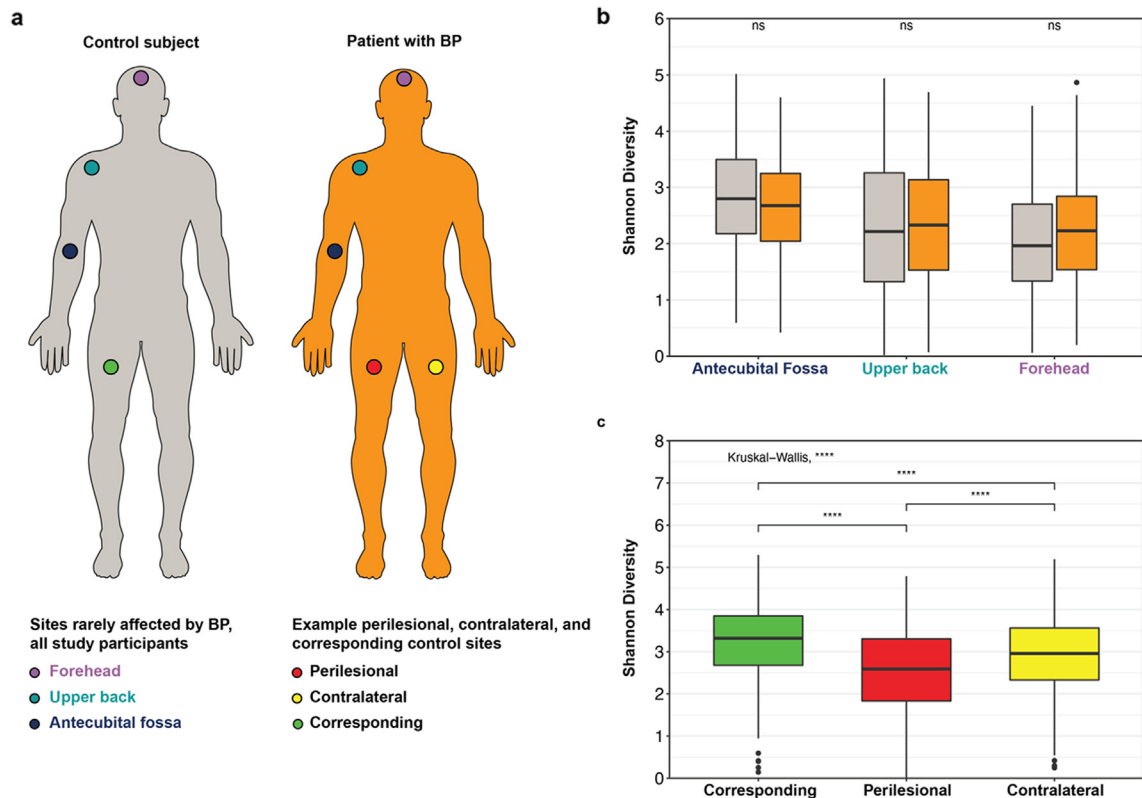 a
Control subject
Patient with BP
Sites rarely affected by BP,
all study participants
Forehead
Upper back
Antecubital fossa
Example perilesional, contralateral, and
corresponding control sites
Perilesional
Contralateral
Corresponding
b
ns ns ns
Shannon Diversity
6
5
4
3
2
1
0
Antecubital Fossa Upper back Forehead
c
Kruskal–Wallis, ****
****
****
****
Shannon Diversity
8
7
6
5
4
3
2
1
0
Corresponding Perilesional Contralateral